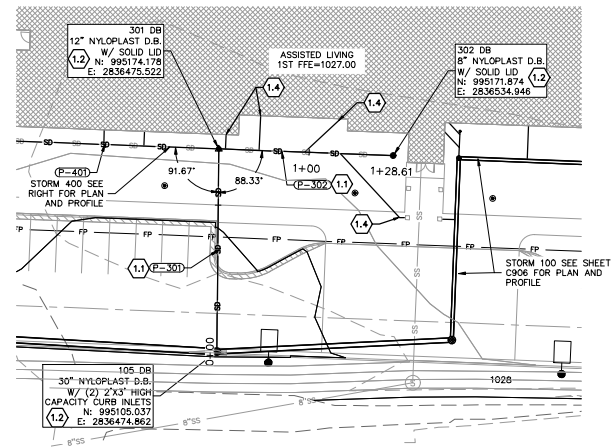 301 DB
12" NYLOPLAST D.B.
W/ SOLID LID
1.2
N: 995174.178
E: 2836475.522
ASSISTED LIVING
1ST FFE=1027.00
302 DB
8" NYLOPLAST D.B.
W/ SOLID LID
1.2
N: 995171.874
E: 2836534.946
1.4
1.4
SD
SD
SD
SD
SD
P-401
STORM 400 SEE
RIGHT FOR PLAN
AND PROFILE
91.67°
88.33°
1+00
P-302
1.1
1+28.61
1.4
SD
SS
FP
FP
FP
FP
FP
FP
FP
FP
1.1
P-301
SD
SD
SS
STORM 100 SEE SHEET
C906 FOR PLAN AND
PROFILE
0+00
105 DB
30" NYLOPLAST D.B.
W/ (2) 2'X3' HIGH
CAPACITY CURB INLETS
1.2
N: 995105.037
E: 2836474.862
1028
S
8"SS
8"SS
8"SS